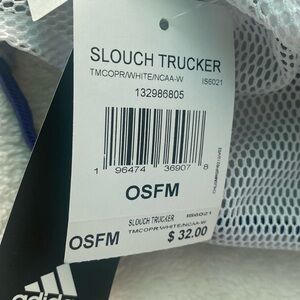 SLOUCH TRUCKER
TMCOPR/WHITE/NCAA-W IS6021
132986805
1 96474 36907 8
OSFM
SLOUCH TRUCKER IS6021
TMCOPR/WHITE/NCAA-W
OSFM $ 32.00
adidas